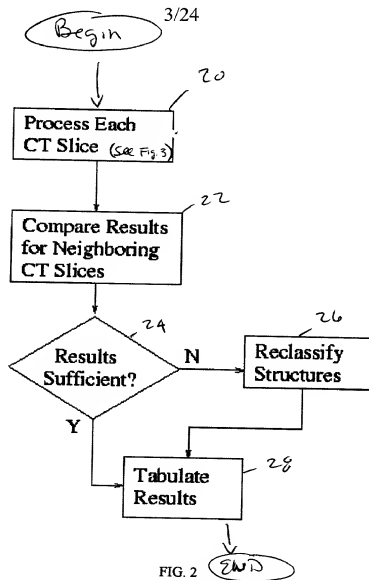 3/24
Begin
20
Process Each
CT Slice (See Fig. 3)
22
Compare Results
for Neighboring
CT Slices
24
Results
Sufficient?
N
26
Reclassify
Structures
Y
28
Tabulate
Results
END
FIG. 2